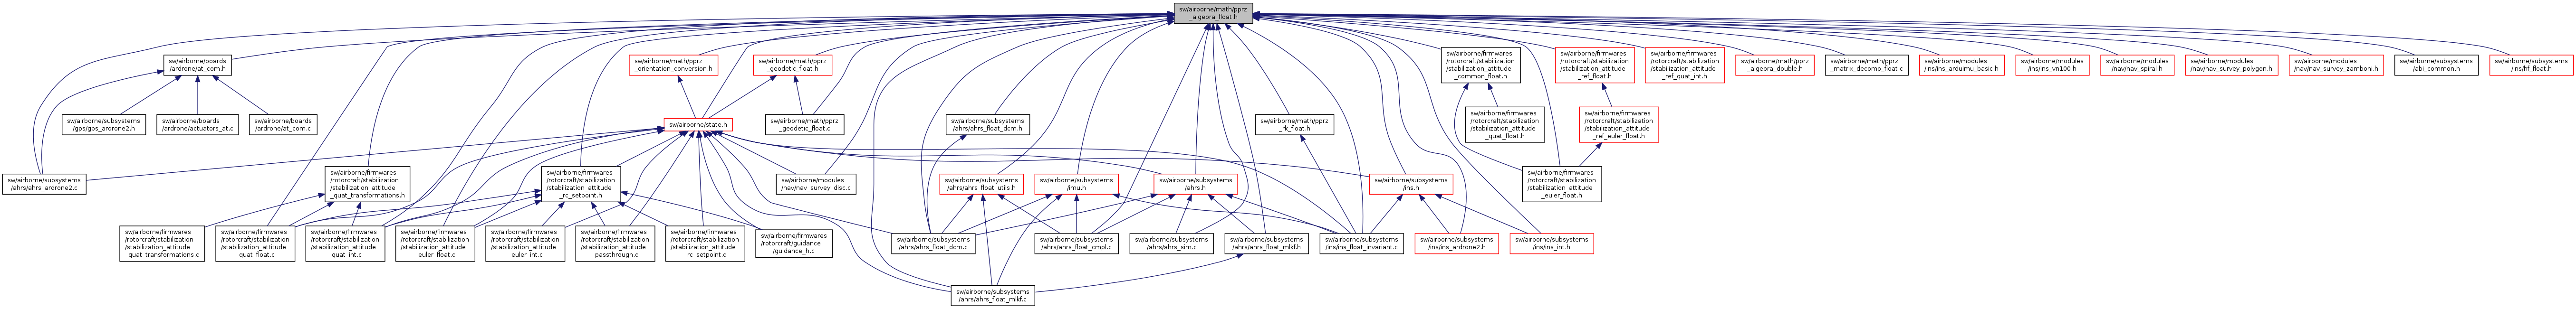 sw/airborne/math/pprz
_algebra_float.h
sw/airborne/boards
/ardrone/at_com.h
sw/airborne/math/pprz
_orientation_conversion.h
sw/airborne/math/pprz
_geodetic_float.h
sw/airborne/firmwares
/rotorcraft/stabilization
/stabilization_attitude
_common_float.h
sw/airborne/firmwares
/rotorcraft/stabilization
/stabilization_attitude
_ref_float.h
sw/airborne/firmwares
/rotorcraft/stabilization
/stabilization_attitude
_ref_quat_int.h
sw/airborne/math/pprz
_algebra_double.h
sw/airborne/math/pprz
_matrix_decomp_float.c
sw/airborne/modules
/ins/ins_arduimu_basic.h
sw/airborne/modules
/ins/ins_vn100.h
sw/airborne/modules
/nav/nav_spiral.h
sw/airborne/modules
/nav/nav_survey_polygon.h
sw/airborne/modules
/nav/nav_survey_zamboni.h
sw/airborne/subsystems
/abi_common.h
sw/airborne/subsystems
/ins/hf_float.h
sw/airborne/subsystems
/gps/gps_ardrone2.h
sw/airborne/boards
/ardrone/actuators_at.c
sw/airborne/boards
/ardrone/at_com.c
sw/airborne/state.h
sw/airborne/math/pprz
_geodetic_float.c
sw/airborne/subsystems
/ahrs/ahrs_float_dcm.h
sw/airborne/math/pprz
_rk_float.h
sw/airborne/firmwares
/rotorcraft/stabilization
/stabilization_attitude
_quat_float.h
sw/airborne/firmwares
/rotorcraft/stabilization
/stabilization_attitude
_ref_euler_float.h
sw/airborne/subsystems
/ahrs/ahrs_ardrone2.c
sw/airborne/firmwares
/rotorcraft/stabilization
/stabilization_attitude
_quat_transformations.h
sw/airborne/firmwares
/rotorcraft/stabilization
/stabilization_attitude
_rc_setpoint.h
sw/airborne/modules
/nav/nav_survey_disc.c
sw/airborne/subsystems
/ahrs/ahrs_float_utils.h
sw/airborne/subsystems
/imu.h
sw/airborne/subsystems
/ahrs.h
sw/airborne/subsystems
/ins.h
sw/airborne/firmwares
/rotorcraft/stabilization
/stabilization_attitude
_euler_float.h
sw/airborne/firmwares
/rotorcraft/stabilization
/stabilization_attitude
_quat_transformations.c
sw/airborne/firmwares
/rotorcraft/stabilization
/stabilization_attitude
_quat_float.c
sw/airborne/firmwares
/rotorcraft/stabilization
/stabilization_attitude
_quat_int.c
sw/airborne/firmwares
/rotorcraft/stabilization
/stabilization_attitude
_euler_float.c
sw/airborne/firmwares
/rotorcraft/stabilization
/stabilization_attitude
_euler_int.c
sw/airborne/firmwares
/rotorcraft/stabilization
/stabilization_attitude
_passthrough.c
sw/airborne/firmwares
/rotorcraft/stabilization
/stabilization_attitude
_rc_setpoint.c
sw/airborne/firmwares
/rotorcraft/guidance
/guidance_h.c
sw/airborne/subsystems
/ahrs/ahrs_float_dcm.c
sw/airborne/subsystems
/ahrs/ahrs_float_cmpl.c
sw/airborne/subsystems
/ahrs/ahrs_sim.c
sw/airborne/subsystems
/ahrs/ahrs_float_mlkf.h
sw/airborne/subsystems
/ins/ins_float_invariant.c
sw/airborne/subsystems
/ins/ins_ardrone2.h
sw/airborne/subsystems
/ins/ins_int.h
sw/airborne/subsystems
/ahrs/ahrs_float_mlkf.c